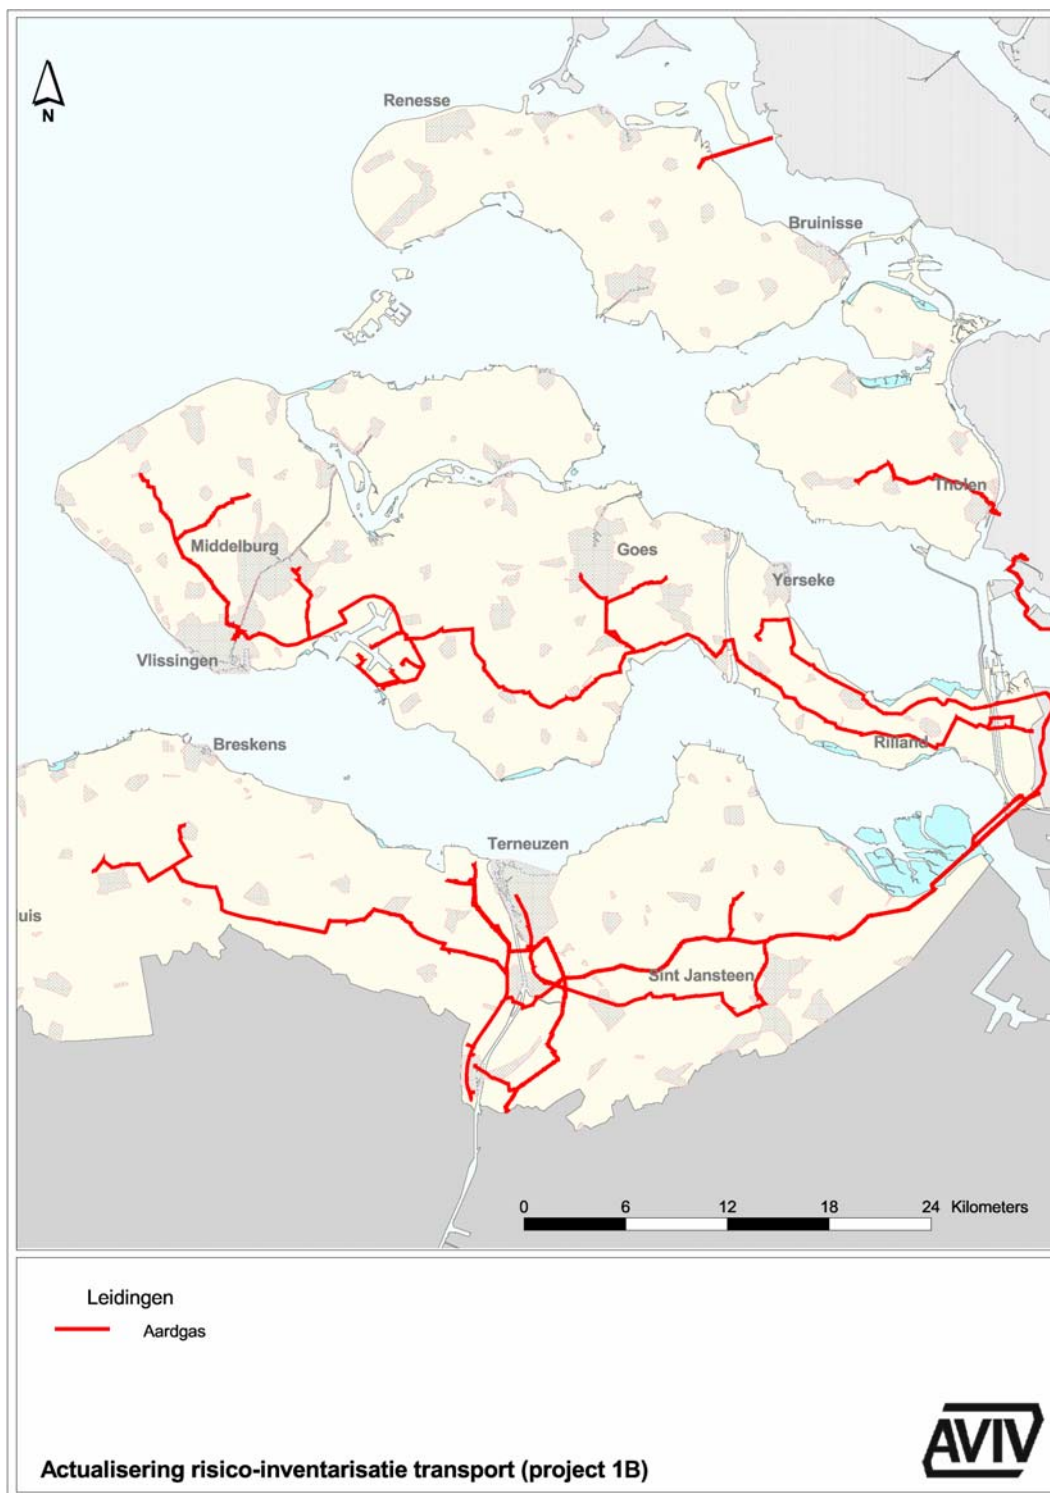 Renesse
N
Bruinisse
Tholen
Middelburg
Goes
Yerseke
Vlissingen
Rilland
Breskens
Terneuzen
uis
Sint Jansteen
0 6 12 18 24 Kilometers
Leidingen
Aardgas
AVIV
Actualisering risico-inventarisatie transport (project 1B)